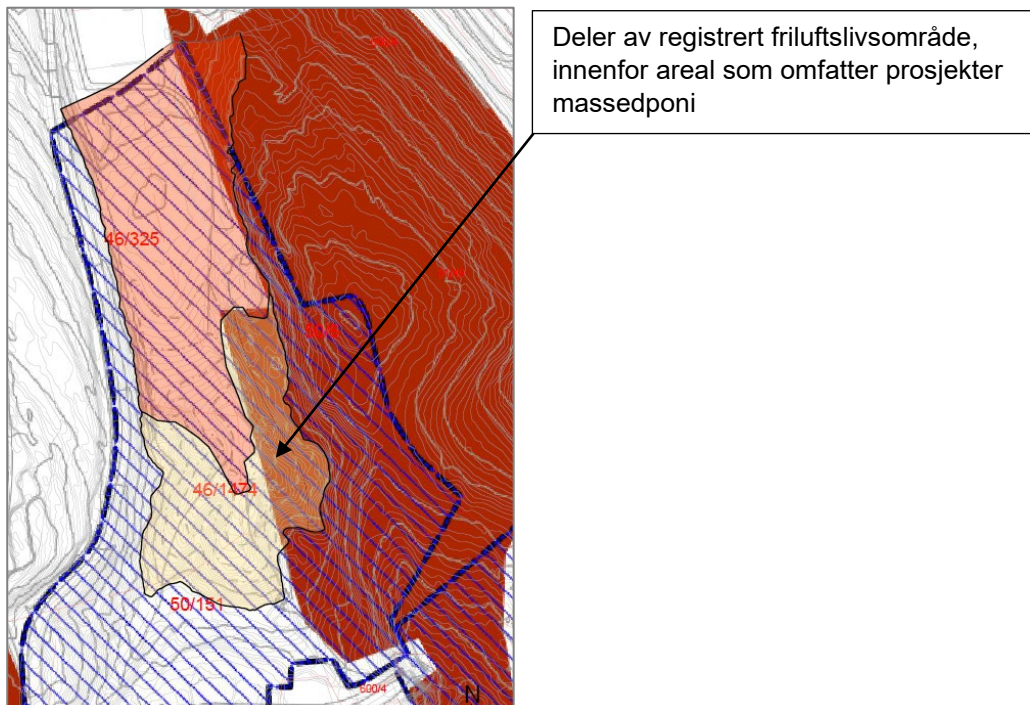 Deler av registrert friluftslivsområde,
innenfor areal som omfatter prosjekter
massedponi
46/325
46/1474
50/151
600/4
N